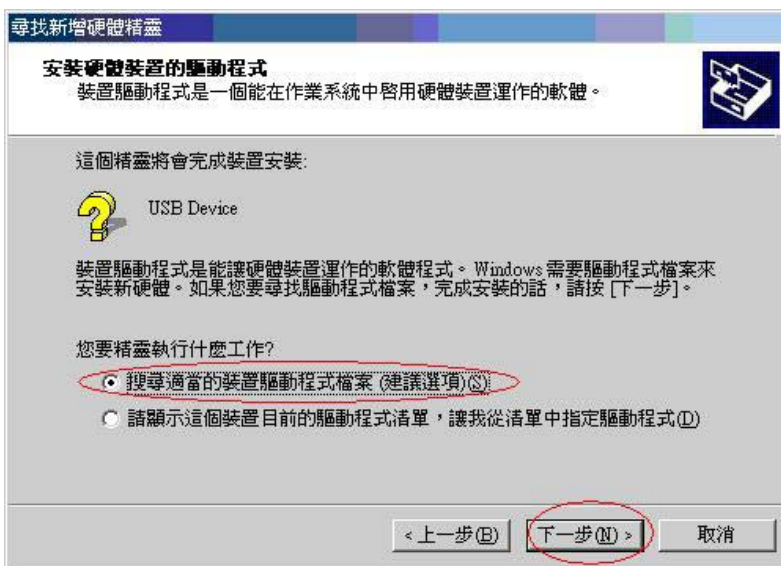 尋找新增硬體精靈
安裝硬體裝置的驅動程式
裝置驅動程式是一個能在作業系統中啓用硬體裝置運作的軟體。
這個精靈將會完成裝置安裝:
USB Device
裝置驅動程式是能讓硬體裝置運作的軟體程式。Windows 需要驅動程式檔案來
安裝新硬體。如果您要尋找驅動程式檔案，完成安裝的話，請按 [下一步]。
您要精靈執行什麼工作?
搜尋適當的裝置驅動程式檔案 (建議選項)(S)
請顯示這個裝置目前的驅動程式清單，讓我從清單中指定驅動程式(D)
< 上一步(B) 下一步(N) > 取消